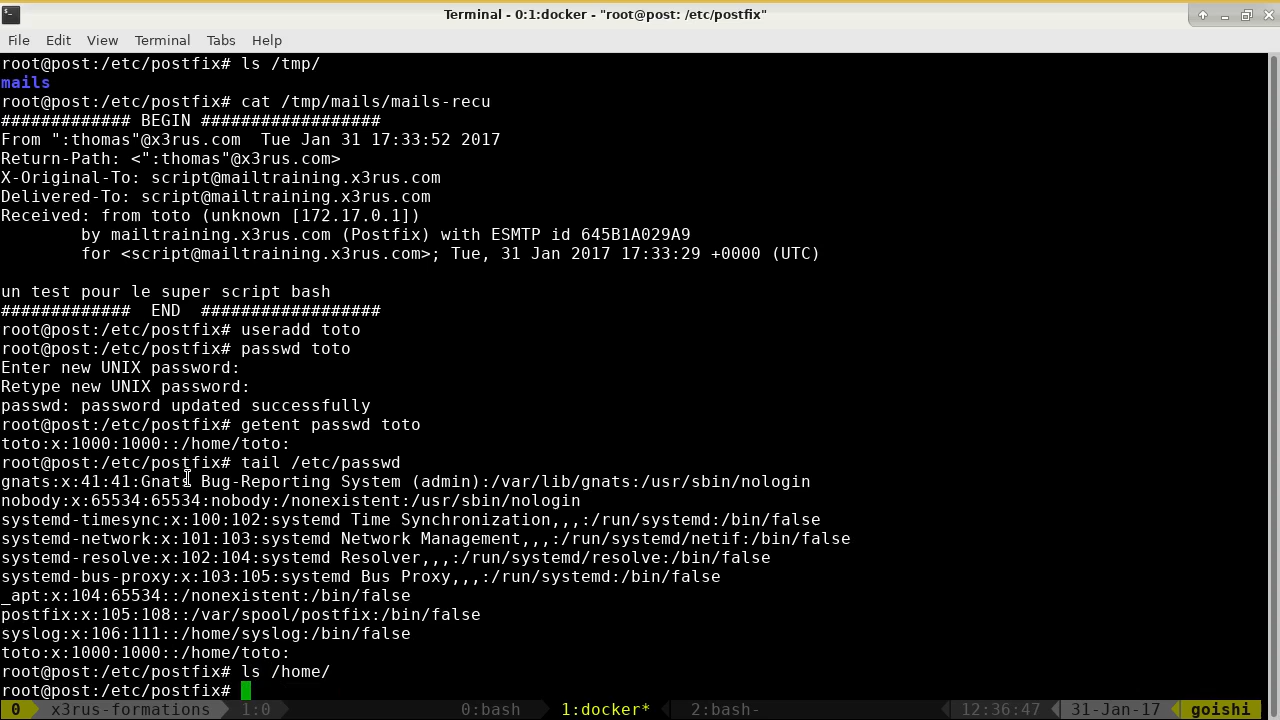 Terminal - 0:1:docker - "root@post: /etc/postfix"
File Edit View Terminal Tabs Help
root@post:/etc/postfix# ls /tmp/
mails
root@post:/etc/postfix# cat /tmp/mails/mails-recu
############# BEGIN ##################
From ":thomas"@x3rus.com  Tue Jan 31 17:33:52 2017
Return-Path: <":thomas"@x3rus.com>
X-Original-To: script@mailtraining.x3rus.com
Delivered-To: script@mailtraining.x3rus.com
Received: from toto (unknown [172.17.0.1])
        by mailtraining.x3rus.com (Postfix) with ESMTP id 645B1A029A9
        for <script@mailtraining.x3rus.com>; Tue, 31 Jan 2017 17:33:29 +0000 (UTC)
un test pour le super script bash
#############  END  ##################
root@post:/etc/postfix# useradd toto
root@post:/etc/postfix# passwd toto
Enter new UNIX password:
Retype new UNIX password:
passwd: password updated successfully
root@post:/etc/postfix# getent passwd toto
toto:x:1000:1000::/home/toto:
root@post:/etc/postfix# tail /etc/passwd
gnats:x:41:41:Gnats Bug-Reporting System (admin):/var/lib/gnats:/usr/sbin/nologin
nobody:x:65534:65534:nobody:/nonexistent:/usr/sbin/nologin
systemd-timesync:x:100:102:systemd Time Synchronization,,,:/run/systemd:/bin/false
systemd-network:x:101:103:systemd Network Management,,,:/run/systemd/netif:/bin/false
systemd-resolve:x:102:104:systemd Resolver,,,:/run/systemd/resolve:/bin/false
systemd-bus-proxy:x:103:105:systemd Bus Proxy,,,:/run/systemd:/bin/false
_apt:x:104:65534::/nonexistent:/bin/false
postfix:x:105:108::/var/spool/postfix:/bin/false
syslog:x:106:111::/home/syslog:/bin/false
toto:x:1000:1000::/home/toto:
root@post:/etc/postfix# ls /home/
root@post:/etc/postfix#
0 x3rus-formations 1:0 0:bash 1:docker* 2:bash- 12:36:47 31-Jan-17 goishi